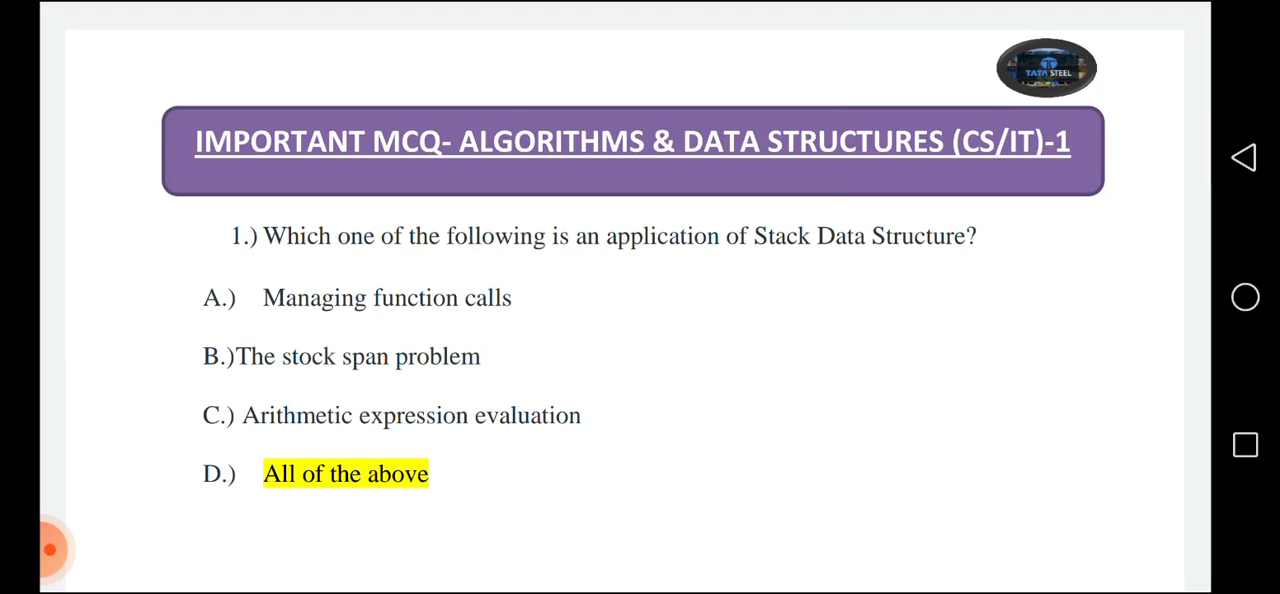 TATA STEEL
IMPORTANT MCQ- ALGORITHMS & DATA STRUCTURES (CS/IT)-1
1.) Which one of the following is an application of Stack Data Structure?
A.) Managing function calls
B.)The stock span problem
C.) Arithmetic expression evaluation
D.) All of the above